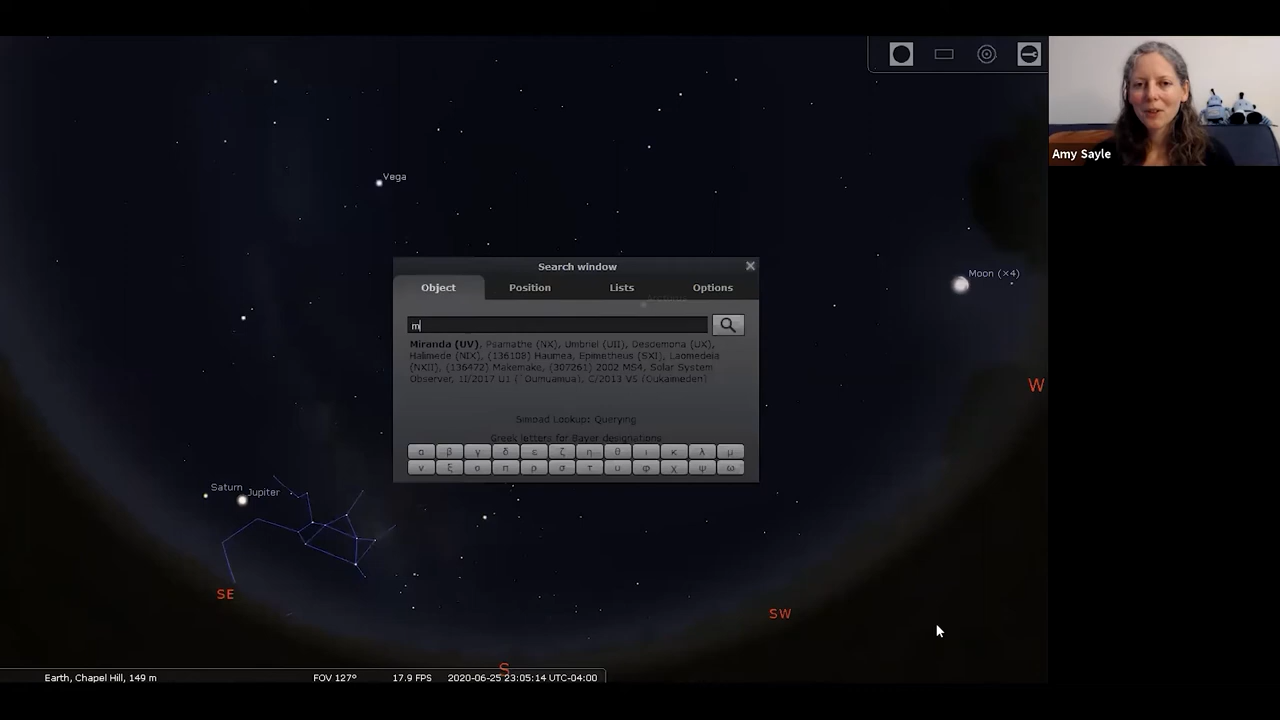 Amy Sayle
Vega
Search window
Moon (×4)
Object Position Lists Options
Arcturus
m
Miranda (UV), Psamathe (NX), Umbriel (UII), Desdemona (UX),
Halimede (NIX), (136108) Haumea, Epimetheus (SXI), Laomedeia
(NXII), (136472) Makemake, (307261) 2002 MS4, Solar System
Observer, 1I/2017 U1 (ʻOumuamua), C/2013 V5 (Oukaimeden)
W
Simbad Lookup: Querying
Greek letters for Bayer designations
α β γ δ ε ζ η θ ι κ λ μ
ν ξ ο π ρ σ τ υ φ χ ψ ω
Saturn
Jupiter
SE
SW
S
Earth, Chapel Hill, 149 m FOV 127° 17.9 FPS 2020-06-25 23:05:14 UTC-04:00